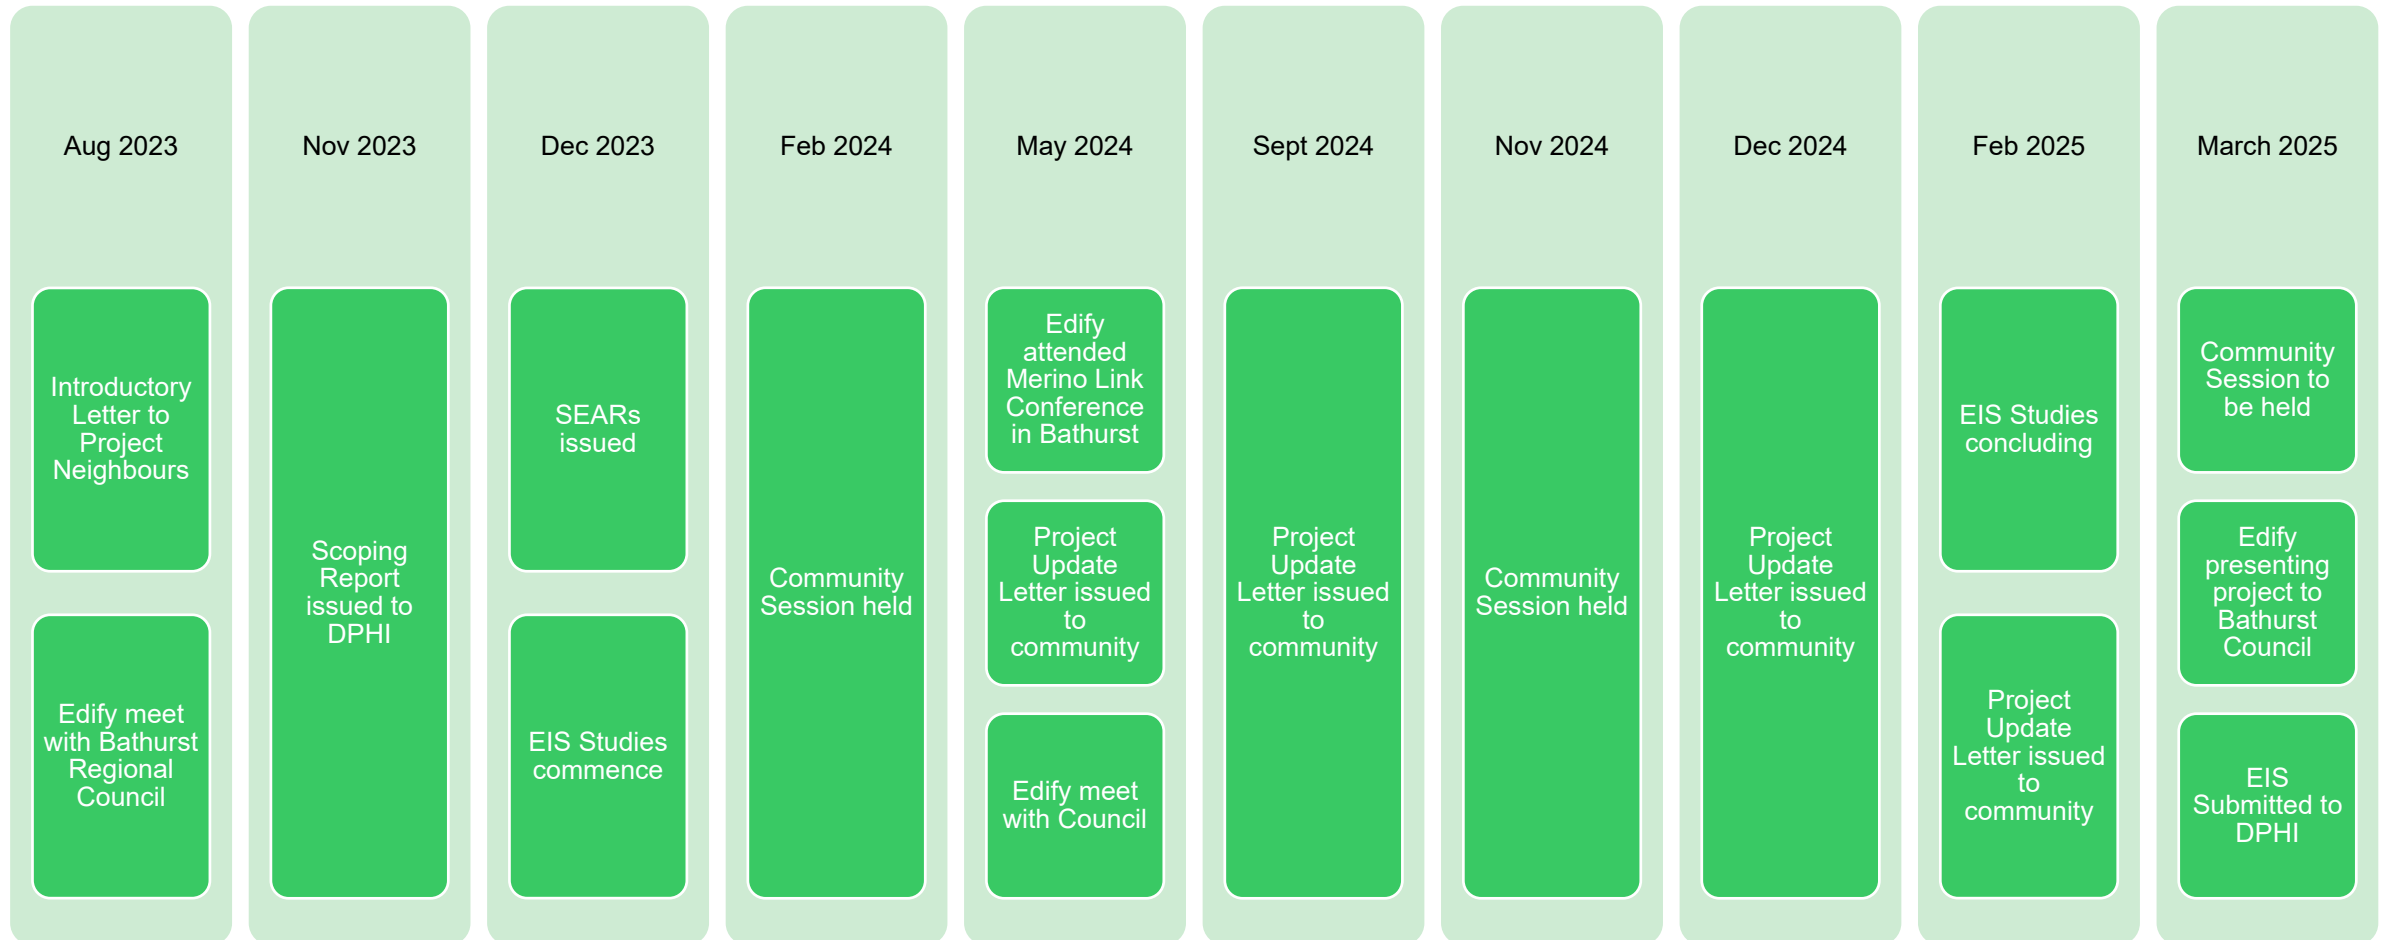 Aug 2023
Introductory
Letter to
Project
Neighbours
Edify meet
with Bathurst
Regional
Council
Nov 2023
Scoping
Report
issued to
DPHI
Dec 2023
SEARs
issued
EIS Studies
commence
Feb 2024
Community
Session held
May 2024
Edify
attended
Merino Link
Conference
in Bathurst
Project
Update
Letter issued
to
community
Edify meet
with Council
Sept 2024
Project
Update
Letter issued
to
community
Nov 2024
Community
Session held
Dec 2024
Project
Update
Letter issued
to
community
Feb 2025
EIS Studies
concluding
Project
Update
Letter issued
to
community
March 2025
Community
Session to
be held
Edify
presenting
project to
Bathurst
Council
EIS
Submitted to
DPHI